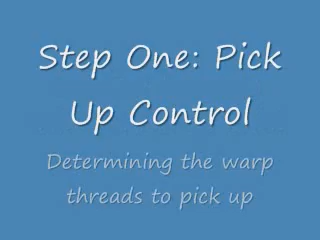 Step One: Pick
Up Control
Determining the warp
threads to pick up